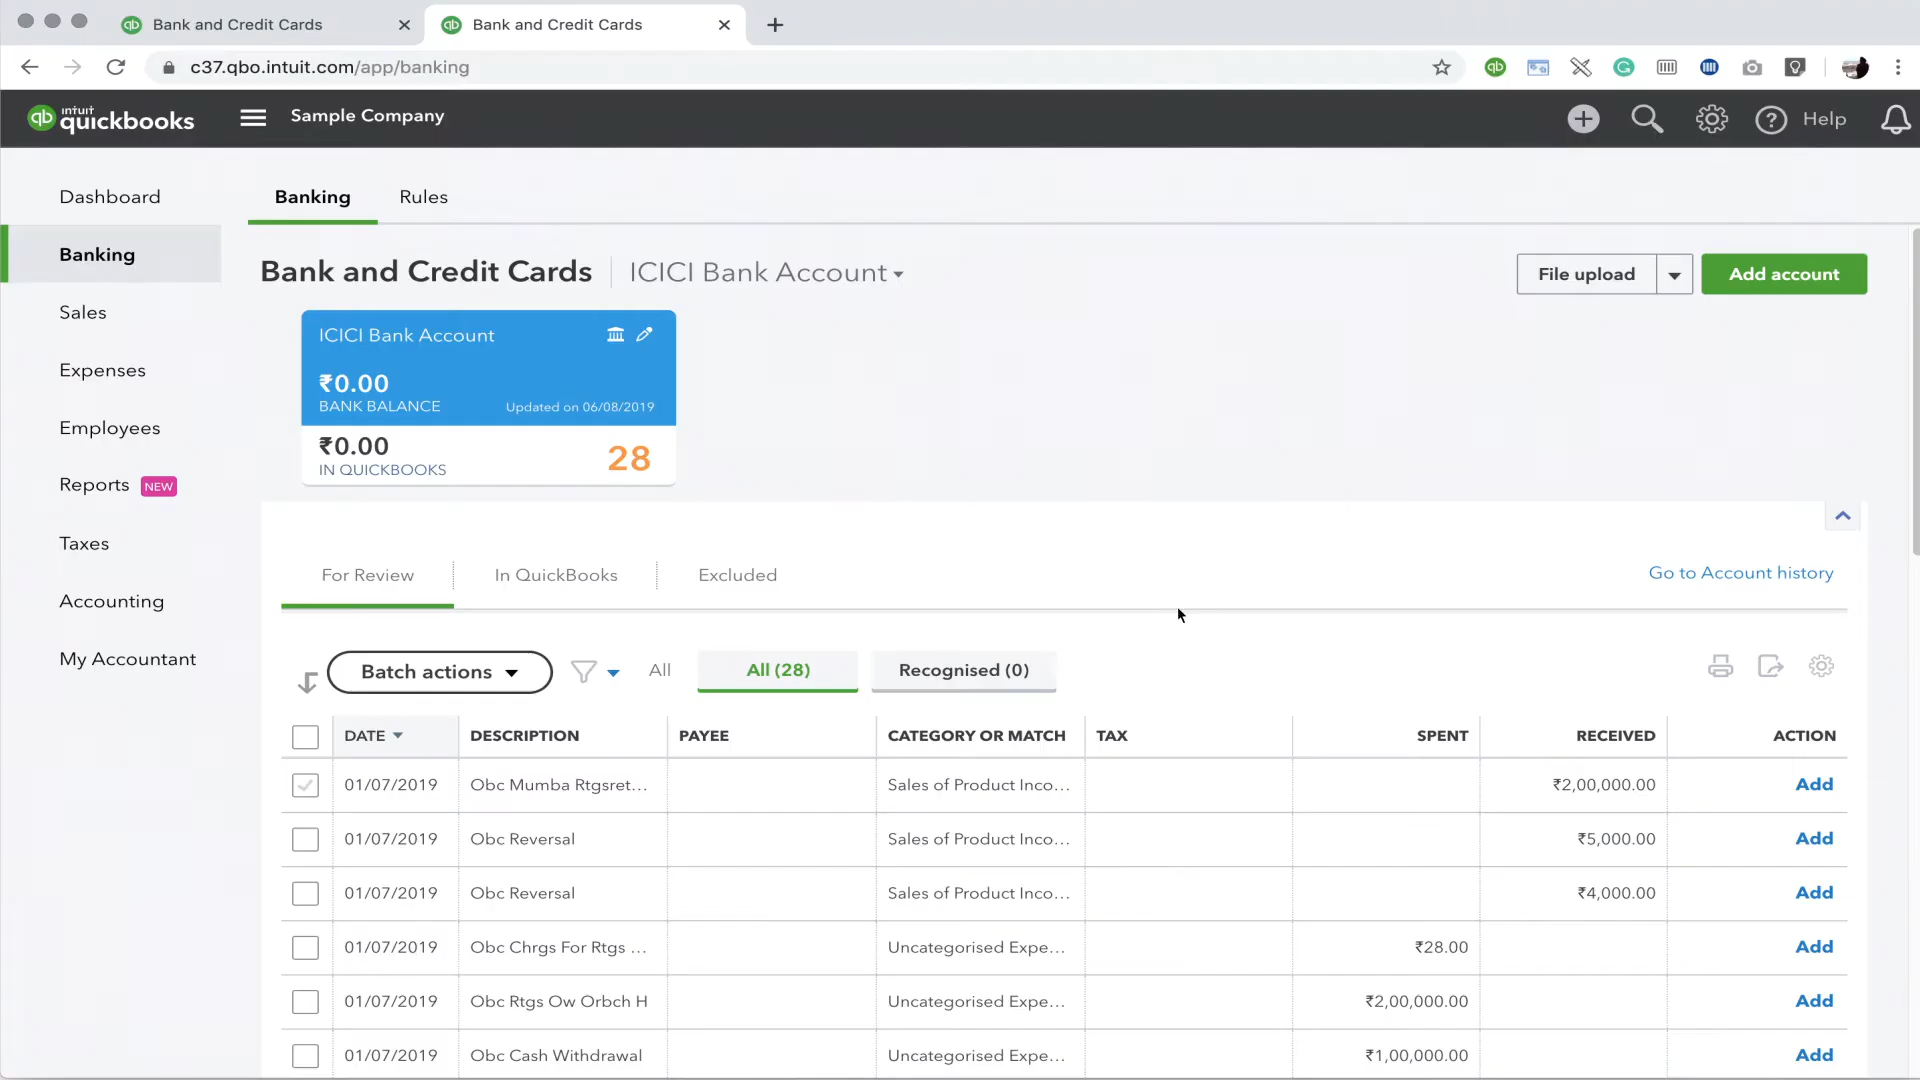 Bank and Credit Cards
Bank and Credit Cards
c37.qbo.intuit.com/app/banking
intuit quickbooks
Sample Company
Help
Dashboard
Banking
Sales
Expenses
Employees
Reports NEW
Taxes
Accounting
My Accountant
Banking Rules
Bank and Credit Cards ICICI Bank Account
File upload Add account
ICICI Bank Account
₹0.00
BANK BALANCE Updated on 06/08/2019
₹0.00
IN QUICKBOOKS
28
For Review In QuickBooks Excluded Go to Account history
Batch actions All All (28) Recognised (0)
DATE DESCRIPTION PAYEE CATEGORY OR MATCH TAX SPENT RECEIVED ACTION
01/07/2019 Obc Mumba Rtgsret... Sales of Product Inco... ₹2,00,000.00 Add
01/07/2019 Obc Reversal Sales of Product Inco... ₹5,000.00 Add
01/07/2019 Obc Reversal Sales of Product Inco... ₹4,000.00 Add
01/07/2019 Obc Chrgs For Rtgs ... Uncategorised Expe... ₹28.00 Add
01/07/2019 Obc Rtgs Ow Orbch H Uncategorised Expe... ₹2,00,000.00 Add
01/07/2019 Obc Cash Withdrawal Uncategorised Expe... ₹1,00,000.00 Add